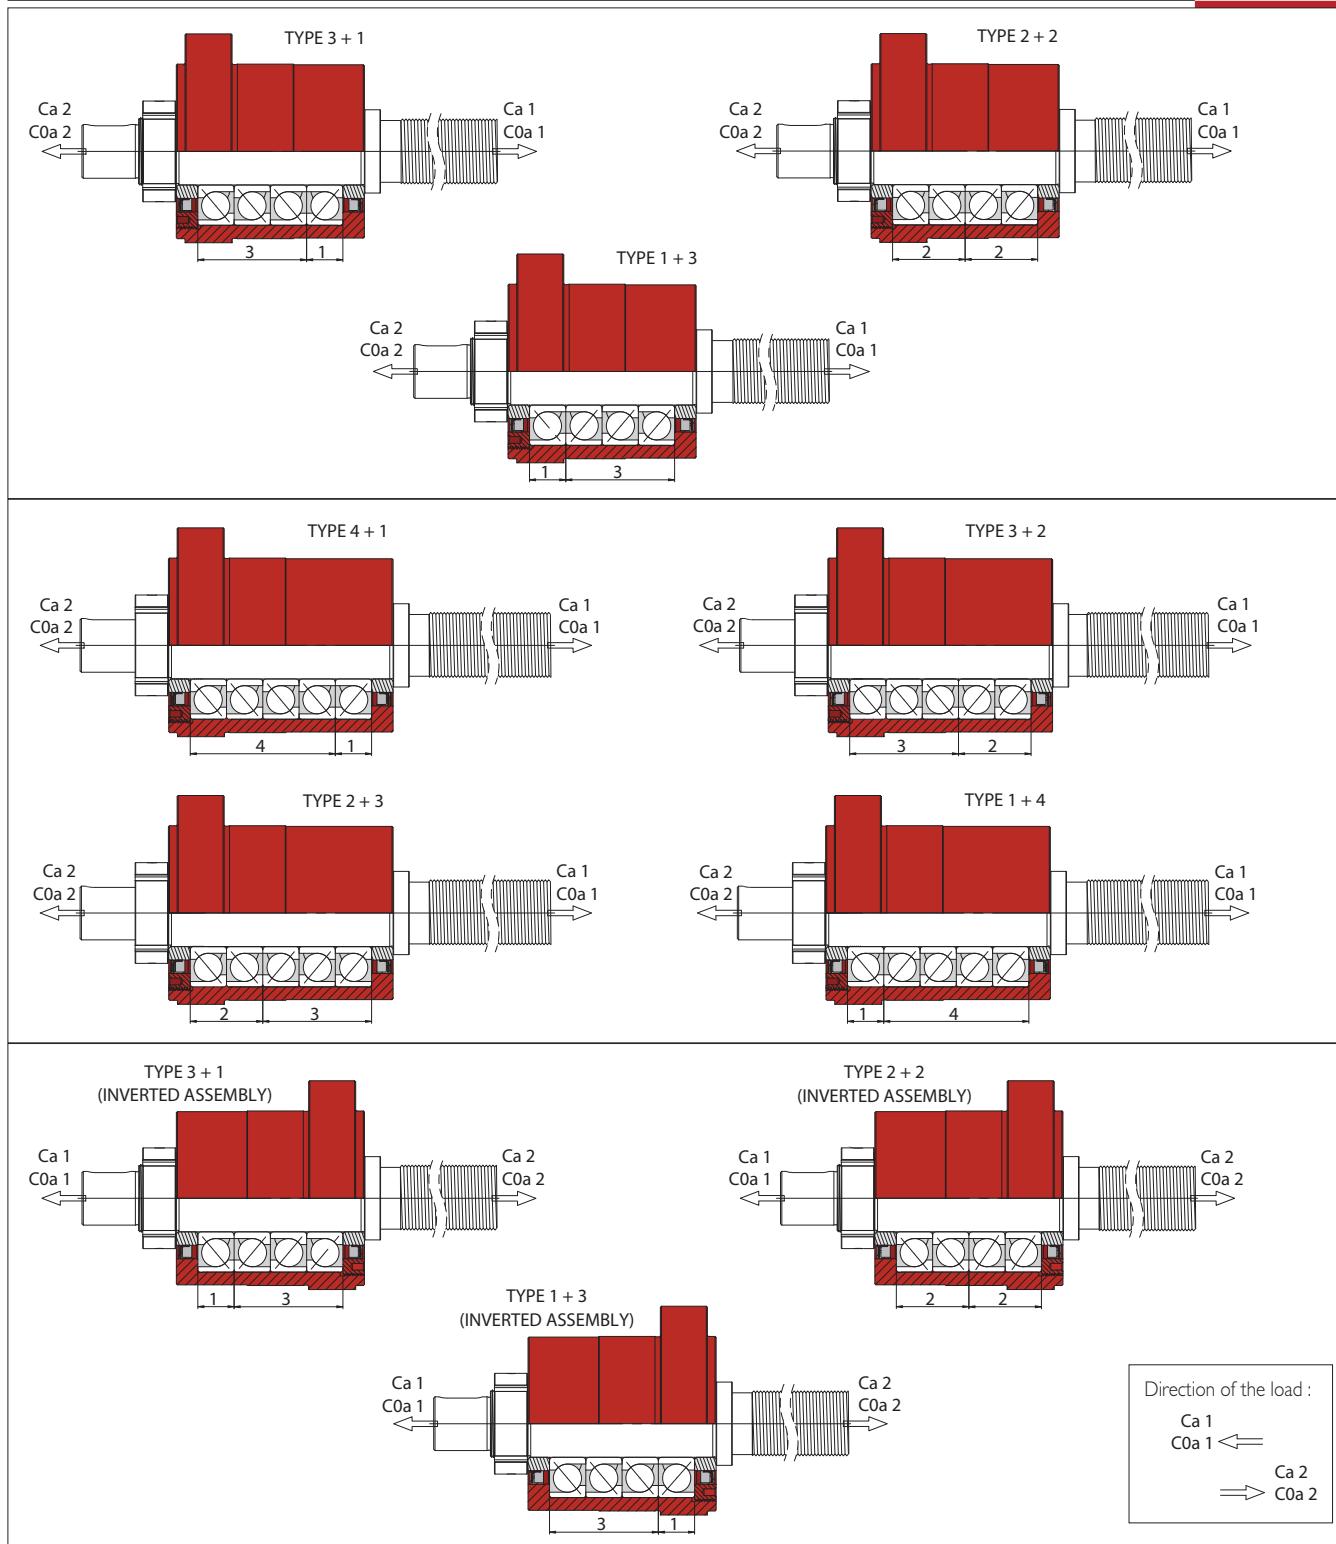 TYPE 3 + 1
Ca 2
C0a 2
Ca 1
C0a 1
3
1
TYPE 2 + 2
Ca 2
C0a 2
Ca 1
C0a 1
2
2
TYPE 1 + 3
Ca 2
C0a 2
Ca 1
C0a 1
1
3
TYPE 4 + 1
Ca 2
C0a 2
Ca 1
C0a 1
4
1
TYPE 3 + 2
Ca 2
C0a 2
Ca 1
C0a 1
3
2
TYPE 2 + 3
Ca 2
C0a 2
Ca 1
C0a 1
2
3
TYPE 1 + 4
Ca 2
C0a 2
Ca 1
C0a 1
1
4
TYPE 3 + 1
(INVERTED ASSEMBLY)
Ca 1
C0a 1
Ca 2
C0a 2
1
3
TYPE 2 + 2
(INVERTED ASSEMBLY)
Ca 1
C0a 1
Ca 2
C0a 2
2
2
TYPE 1 + 3
(INVERTED ASSEMBLY)
Ca 1
C0a 1
Ca 2
C0a 2
3
1
Direction of the load :
Ca 1
C0a 1
Ca 2
C0a 2